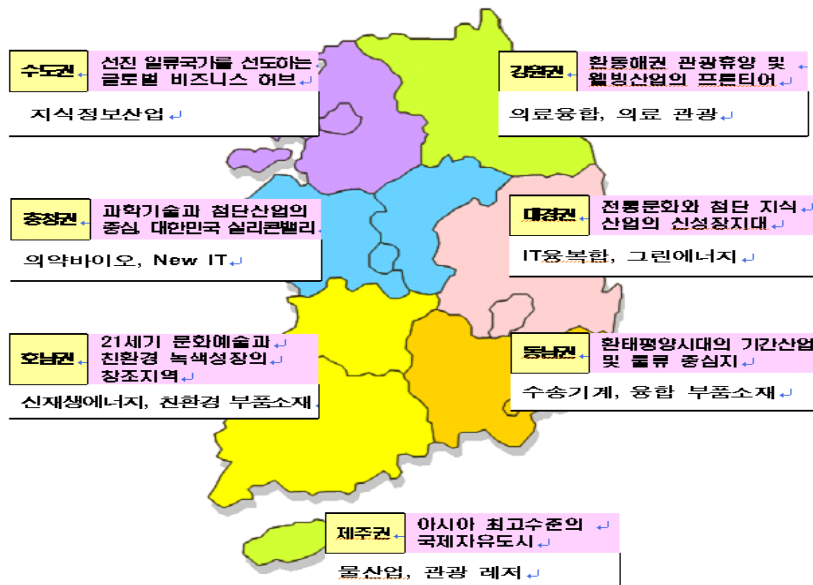 수도권
선진 일류국가를 선도하는
글로벌 비즈니스 허브
지식정보산업
강원권
환동해권 관광휴양 및
웰빙산업의 프론티어
의료융합, 의료 관광
충청권
과학기술과 첨단산업의
중심, 대한민국 실리콘밸리
의약바이오, New IT
대경권
전통문화와 첨단 지식
산업의 신성장지대
IT융복합, 그린에너지
호남권
21세기 문화예술과
친환경 녹색성장의
창조지역
신재생에너지, 친환경 부품소재
동남권
환태평양시대의 기간산업
및 물류 중심지
수송기계, 융합 부품소재
제주권
아시아 최고수준의
국제자유도시
물산업, 관광 레저